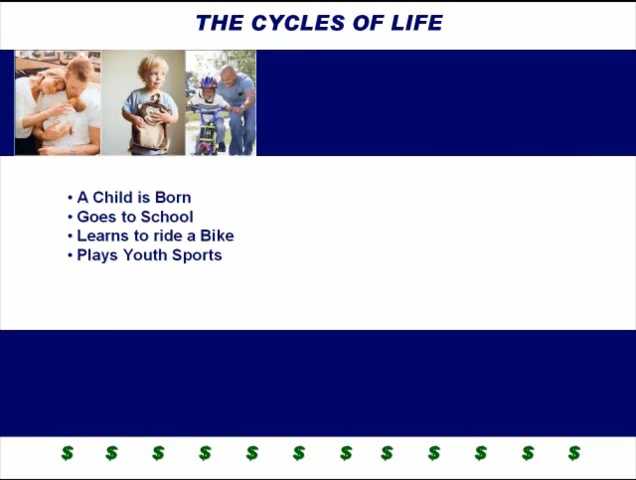 THE CYCLES OF LIFE
• A Child is Born
• Goes to School
• Learns to ride a Bike
• Plays Youth Sports
$ $ $ $ $ $ $ $ $ $ $ $